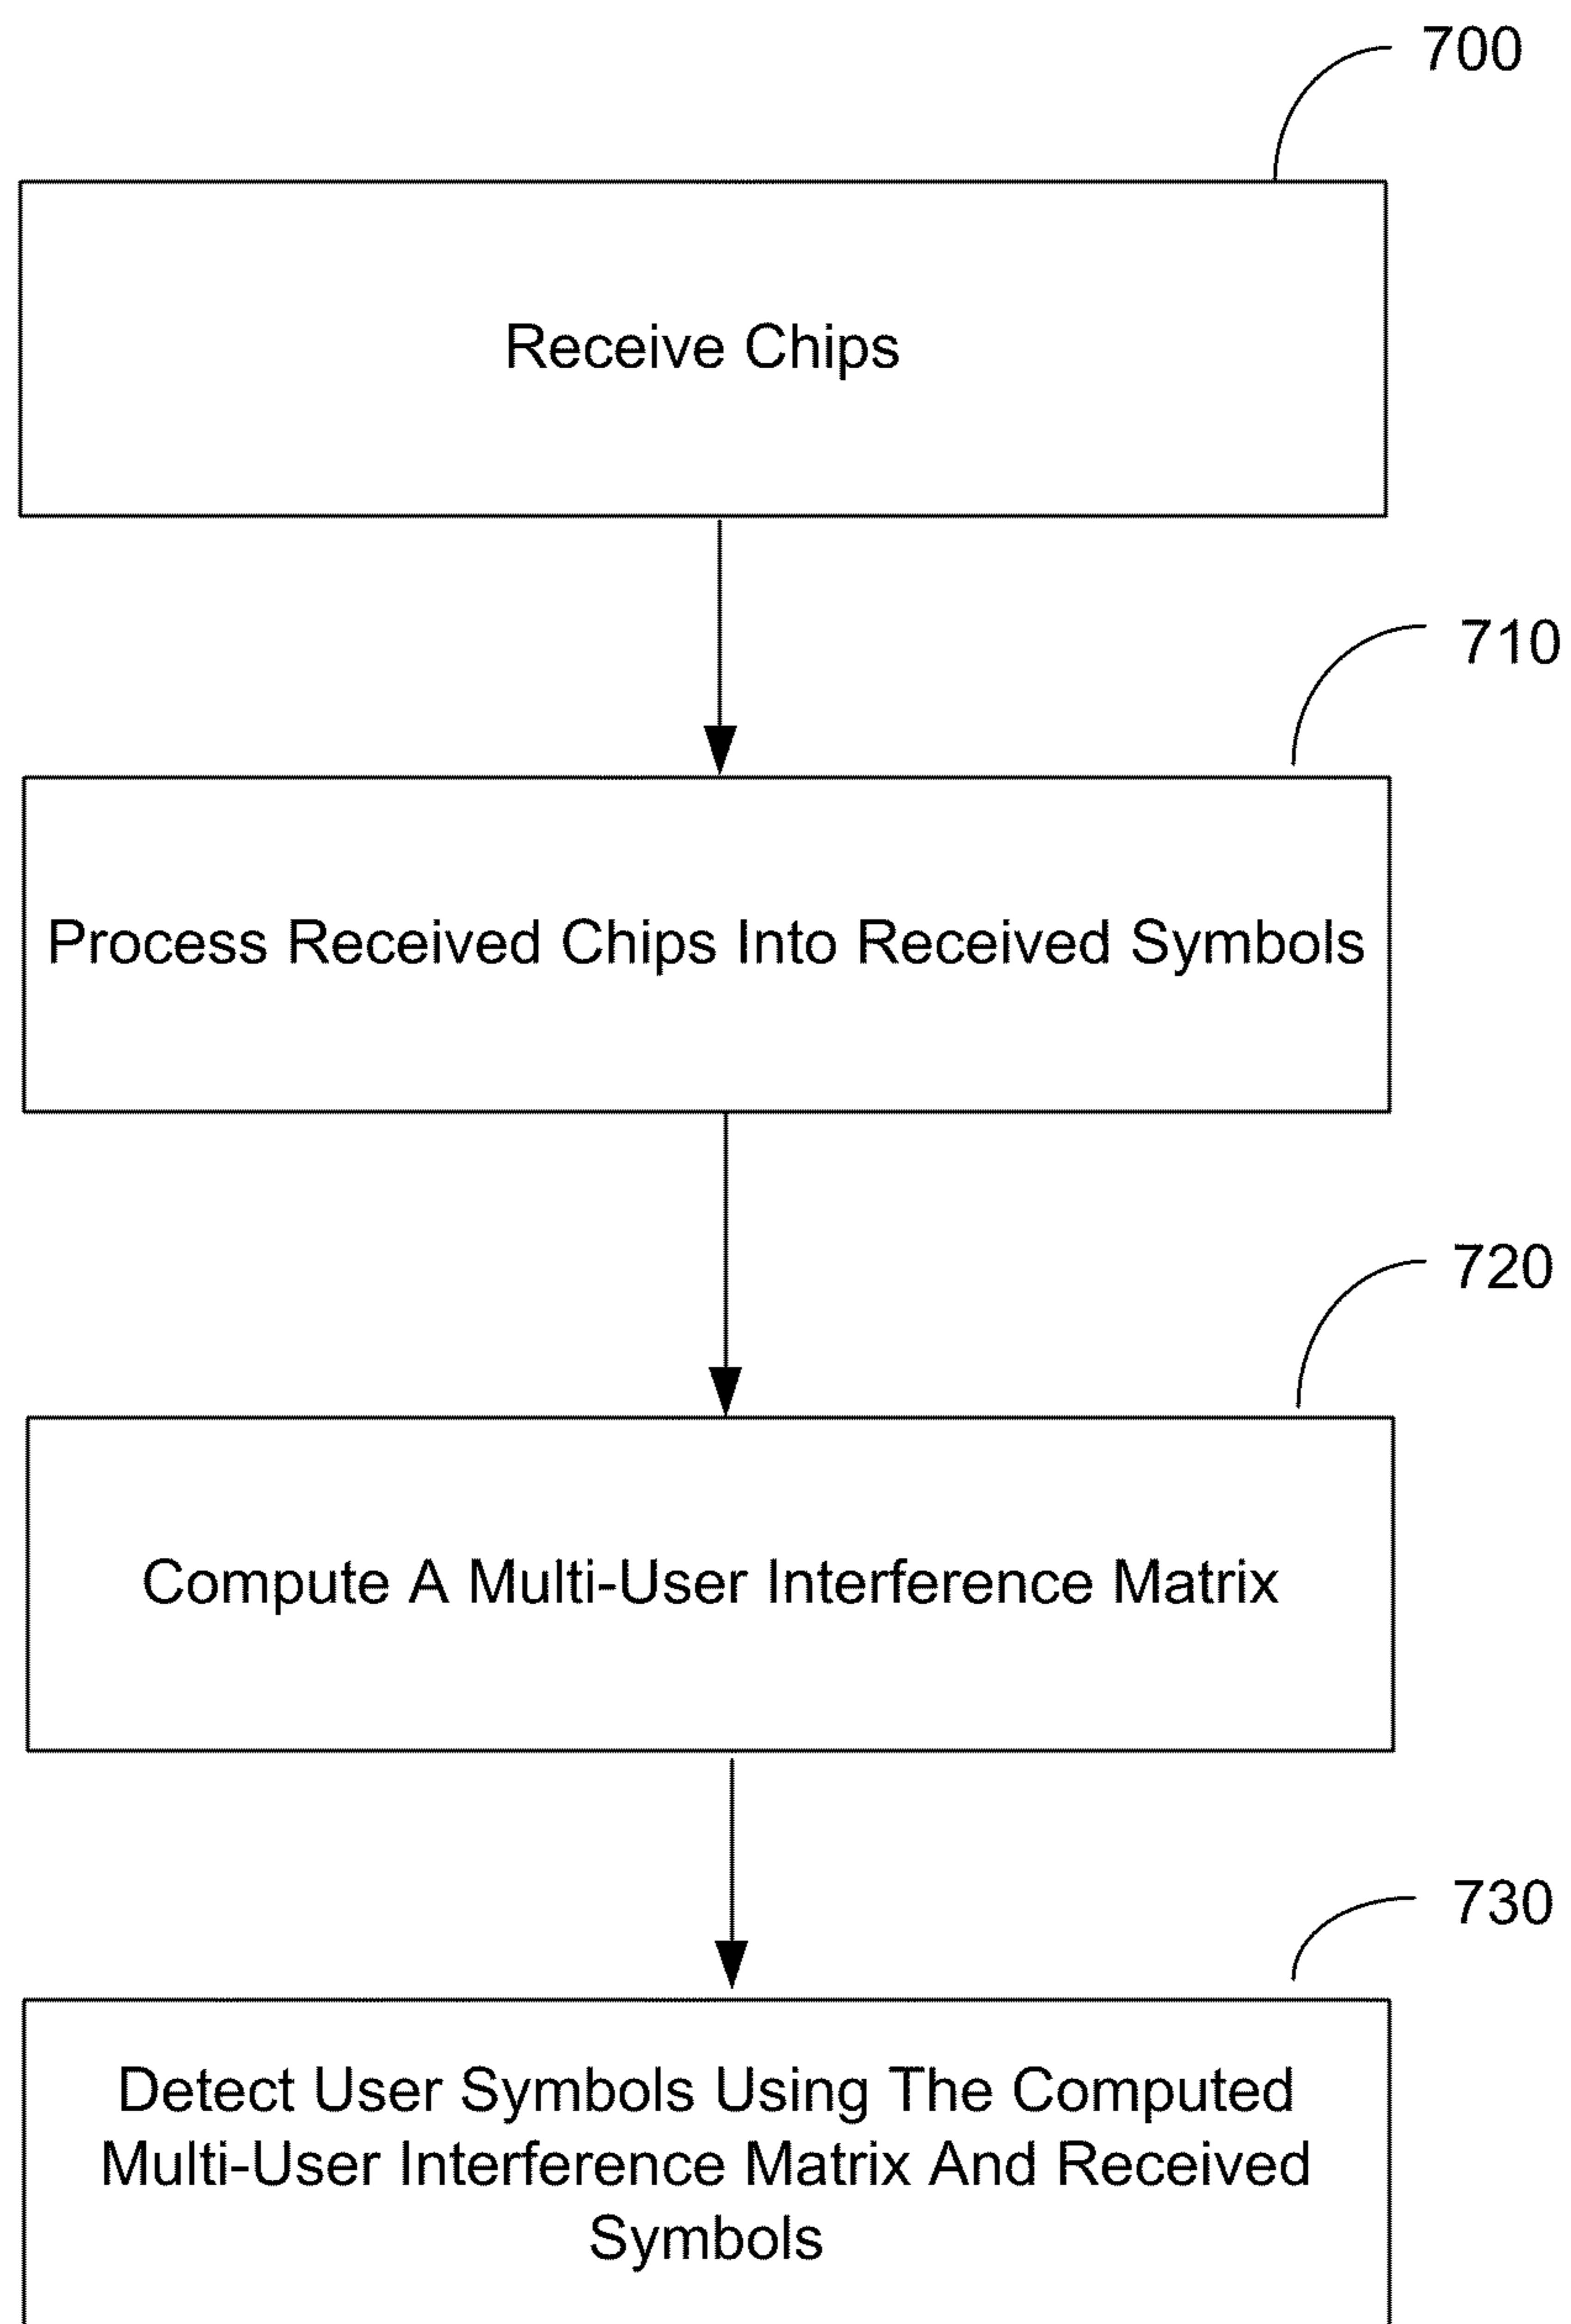 700
Receive Chips
710
Process Received Chips Into Received Symbols
720
Compute A Multi-User Interference Matrix
730
Detect User Symbols Using The Computed
Multi-User Interference Matrix And Received
Symbols